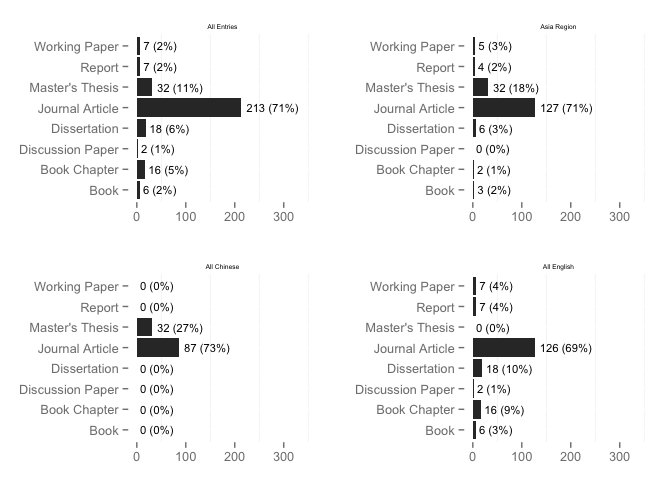 All Entries
Working Paper 7 (2%)
Report 7 (2%)
Master's Thesis 32 (11%)
Journal Article 213 (71%)
Dissertation 18 (6%)
Discussion Paper 2 (1%)
Book Chapter 16 (5%)
Book 6 (2%)
0 100 200 300
Asia Region
Working Paper 5 (3%)
Report 4 (2%)
Master's Thesis 32 (18%)
Journal Article 127 (71%)
Dissertation 6 (3%)
Discussion Paper 0 (0%)
Book Chapter 2 (1%)
Book 3 (2%)
0 100 200 300
All Chinese
Working Paper 0 (0%)
Report 0 (0%)
Master's Thesis 32 (27%)
Journal Article 87 (73%)
Dissertation 0 (0%)
Discussion Paper 0 (0%)
Book Chapter 0 (0%)
Book 0 (0%)
0 100 200 300
All English
Working Paper 7 (4%)
Report 7 (4%)
Master's Thesis 0 (0%)
Journal Article 126 (69%)
Dissertation 18 (10%)
Discussion Paper 2 (1%)
Book Chapter 16 (9%)
Book 6 (3%)
0 100 200 300